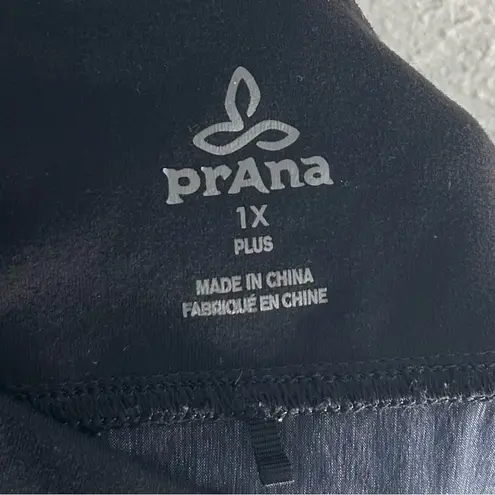 prAna
1X
PLUS
MADE IN CHINA
FABRIQUÉ EN CHINE